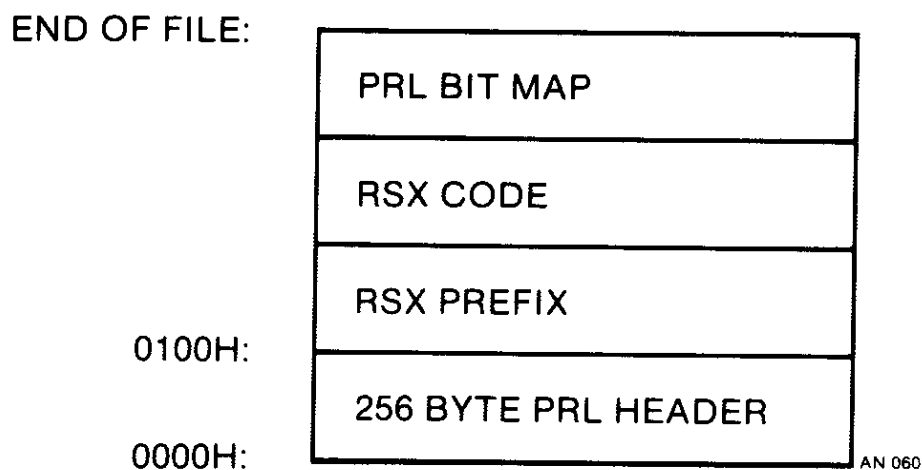 END OF FILE:
PRL BIT MAP
RSX CODE
RSX PREFIX
0100H:
256 BYTE PRL HEADER
0000H:
AN 060